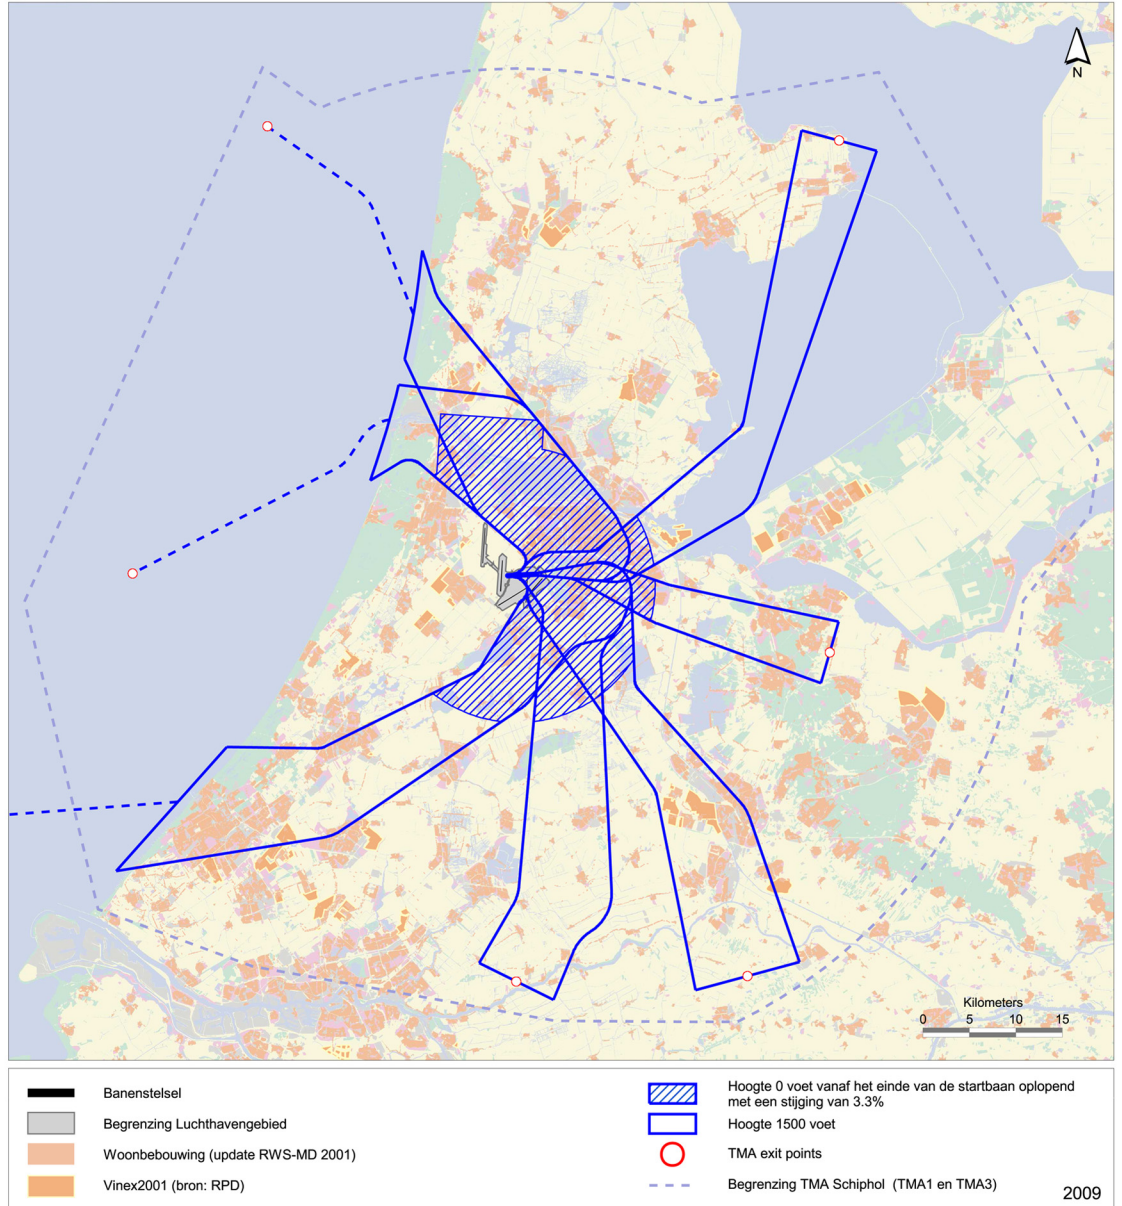 N
Kilometers
0 5 10 15
Banenstelsel
Begrenzing Luchthavengebied
Woonbebouwing (update RWS-MD 2001)
Vinex2001 (bron: RPD)
Hoogte 0 voet vanaf het einde van de startbaan oplopend
met een stijging van 3.3%
Hoogte 1500 voet
TMA exit points
Begrenzing TMA Schiphol (TMA1 en TMA3)
2009